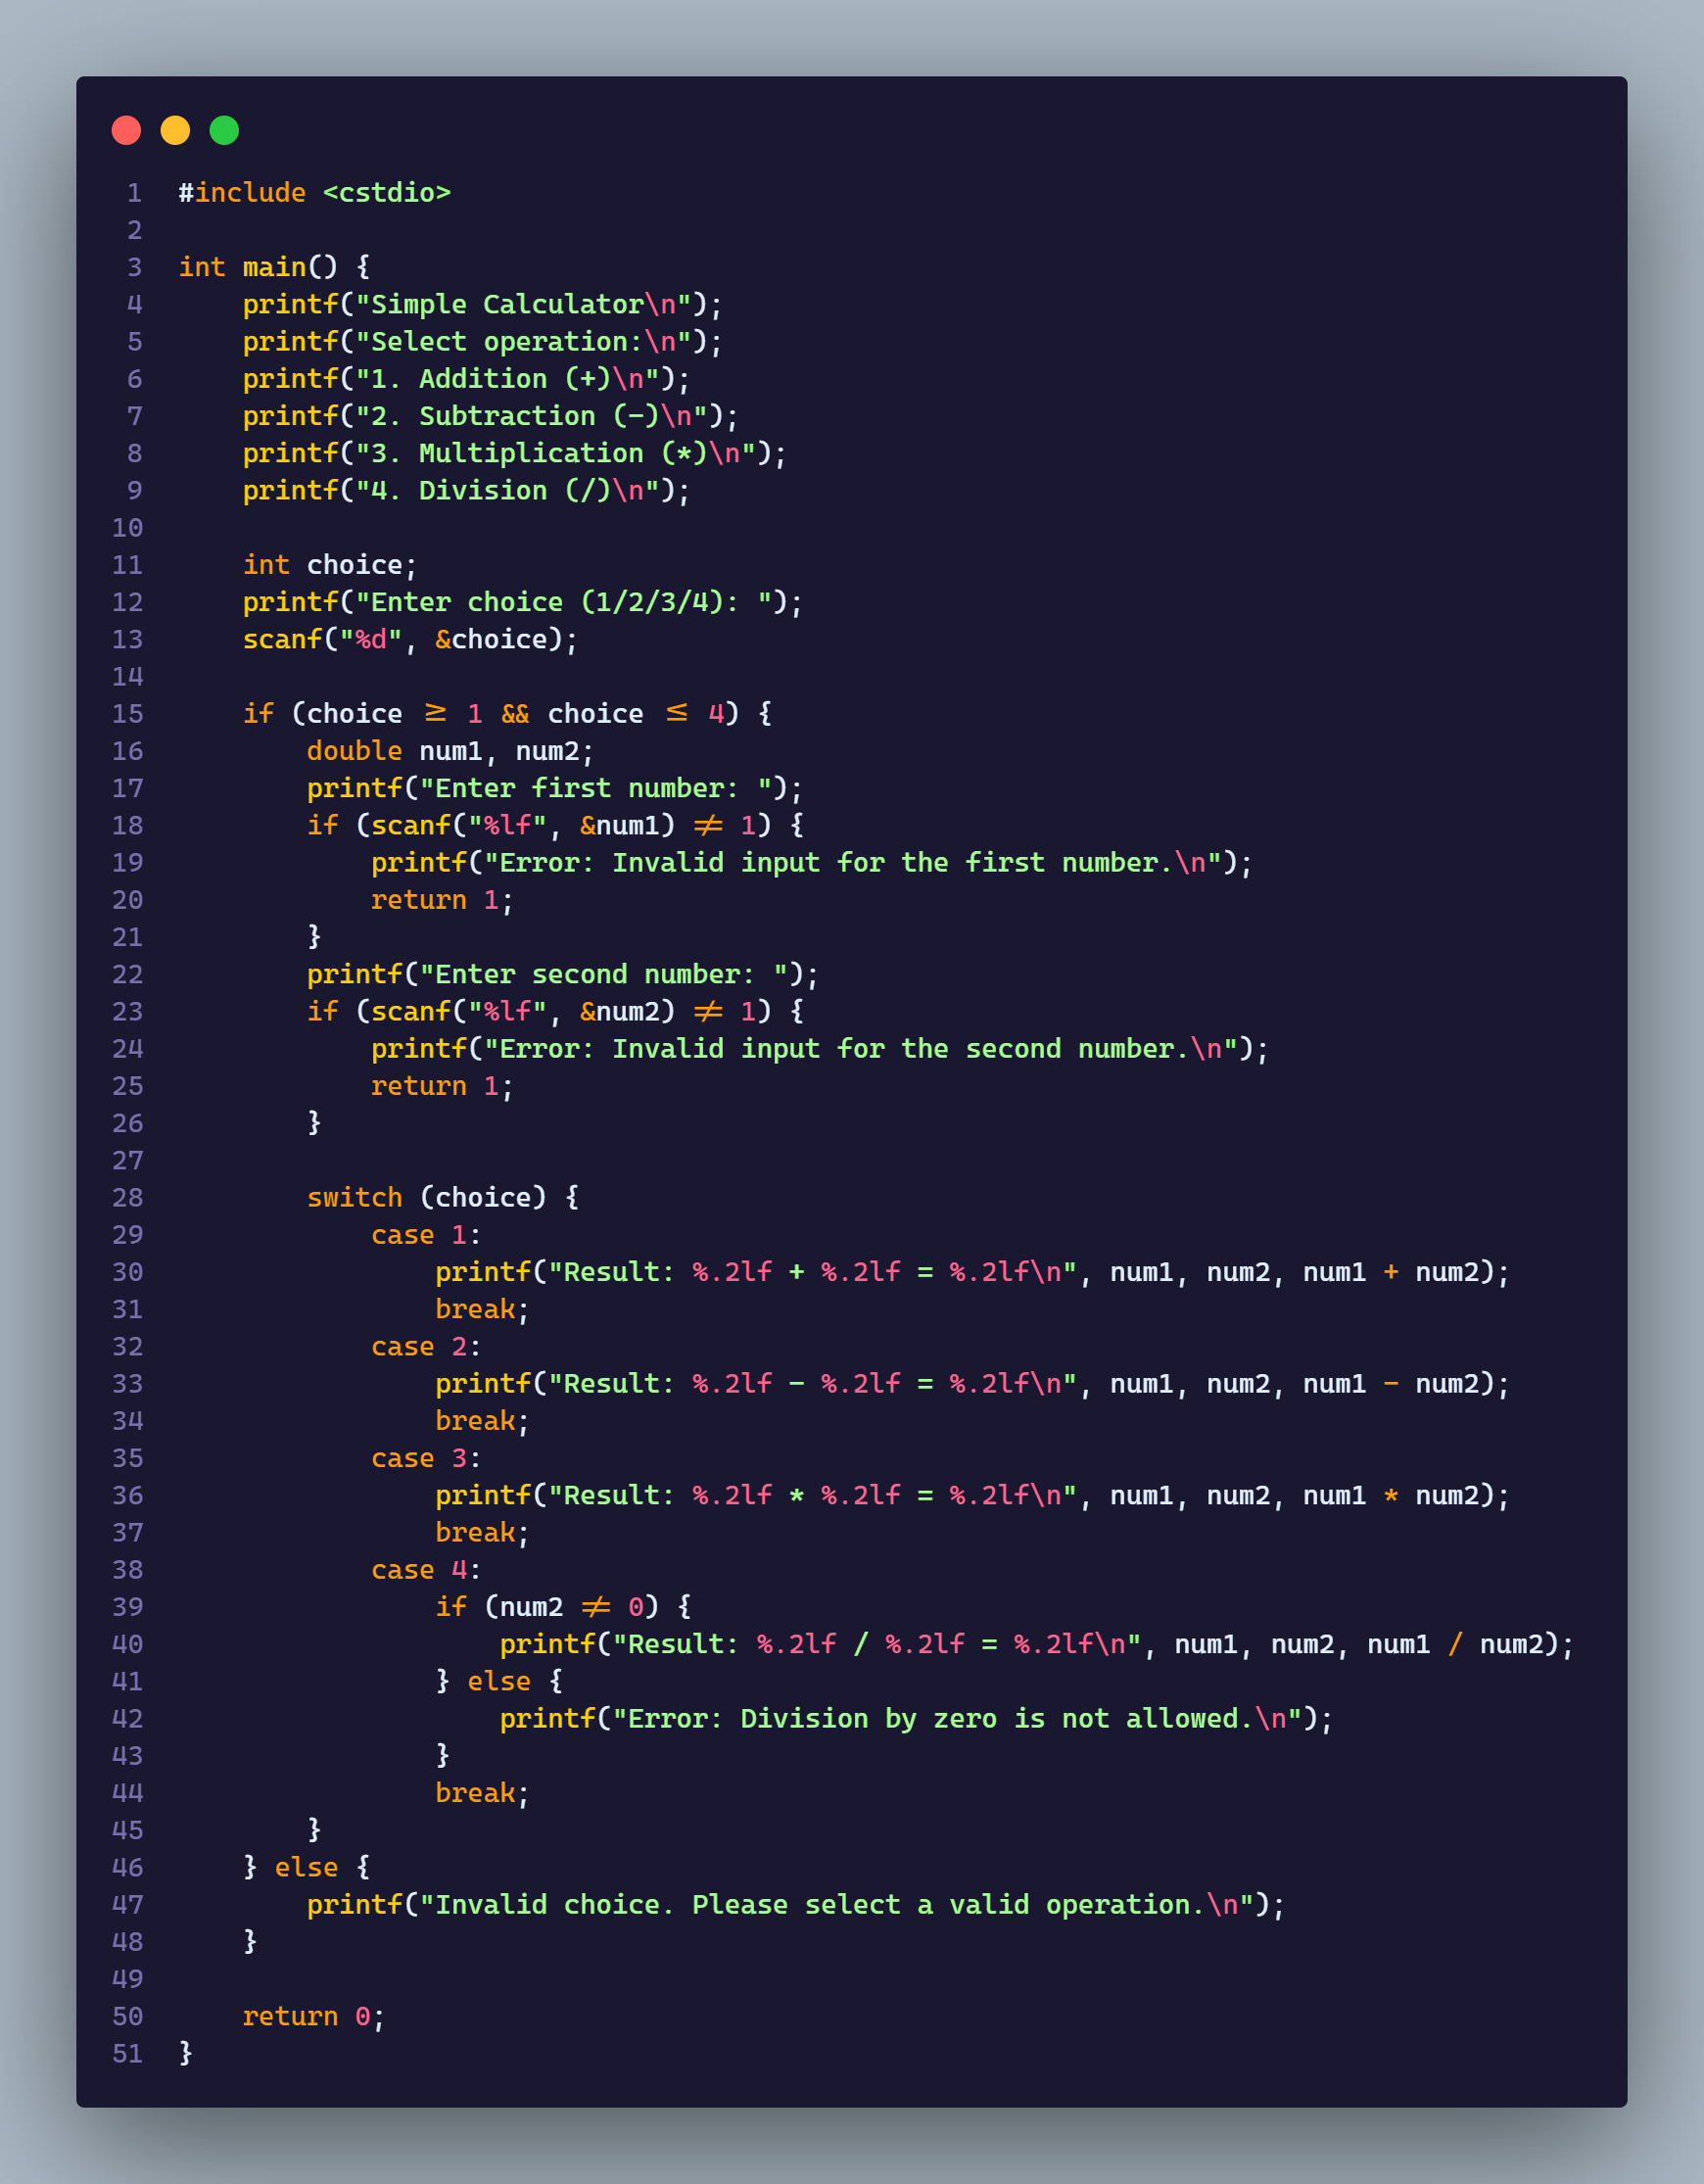 1 #include <cstdio>
2
3 int main() {
4     printf("Simple Calculator\n");
5     printf("Select operation:\n");
6     printf("1. Addition (+)\n");
7     printf("2. Subtraction (-)\n");
8     printf("3. Multiplication (*)\n");
9     printf("4. Division (/)\n");
10
11     int choice;
12     printf("Enter choice (1/2/3/4): ");
13     scanf("%d", &choice);
14
15     if (choice ≥ 1 && choice ≤ 4) {
16         double num1, num2;
17         printf("Enter first number: ");
18         if (scanf("%lf", &num1) ≠ 1) {
19             printf("Error: Invalid input for the first number.\n");
20             return 1;
21         }
22         printf("Enter second number: ");
23         if (scanf("%lf", &num2) ≠ 1) {
24             printf("Error: Invalid input for the second number.\n");
25             return 1;
26         }
27
28         switch (choice) {
29             case 1:
30                 printf("Result: %.2lf + %.2lf = %.2lf\n", num1, num2, num1 + num2);
31                 break;
32             case 2:
33                 printf("Result: %.2lf - %.2lf = %.2lf\n", num1, num2, num1 - num2);
34                 break;
35             case 3:
36                 printf("Result: %.2lf * %.2lf = %.2lf\n", num1, num2, num1 * num2);
37                 break;
38             case 4:
39                 if (num2 ≠ 0) {
40                     printf("Result: %.2lf / %.2lf = %.2lf\n", num1, num2, num1 / num2);
41                 } else {
42                     printf("Error: Division by zero is not allowed.\n");
43                 }
44                 break;
45         }
46     } else {
47         printf("Invalid choice. Please select a valid operation.\n");
48     }
49
50     return 0;
51 }